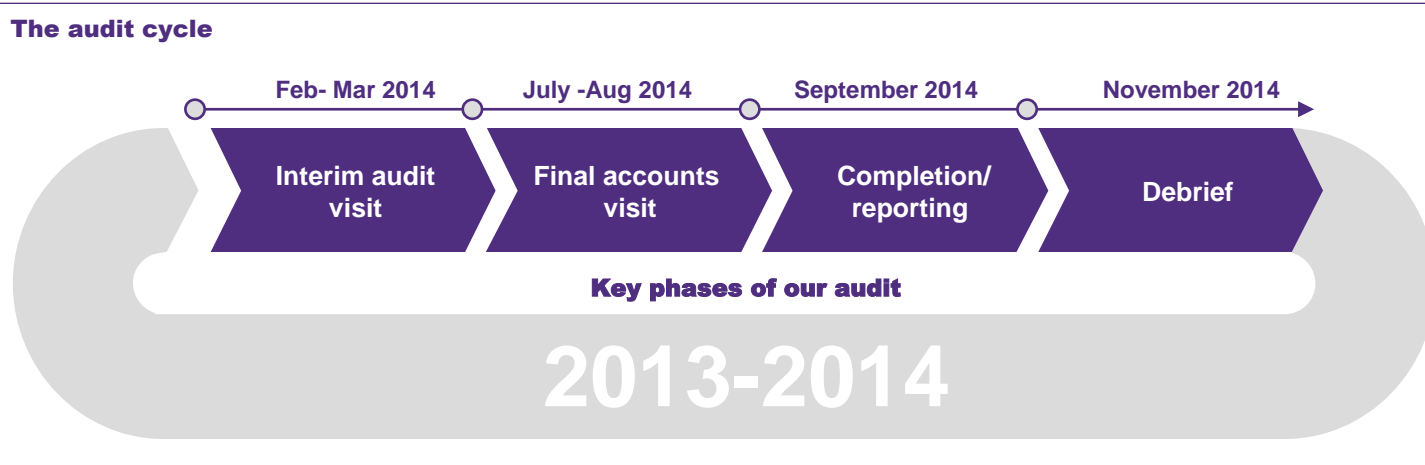 The audit cycle
Feb- Mar 2014
July -Aug 2014
September 2014
November 2014
Interim audit
visit
Final accounts
visit
Completion/
reporting
Debrief
Key phases of our audit
2013-2014